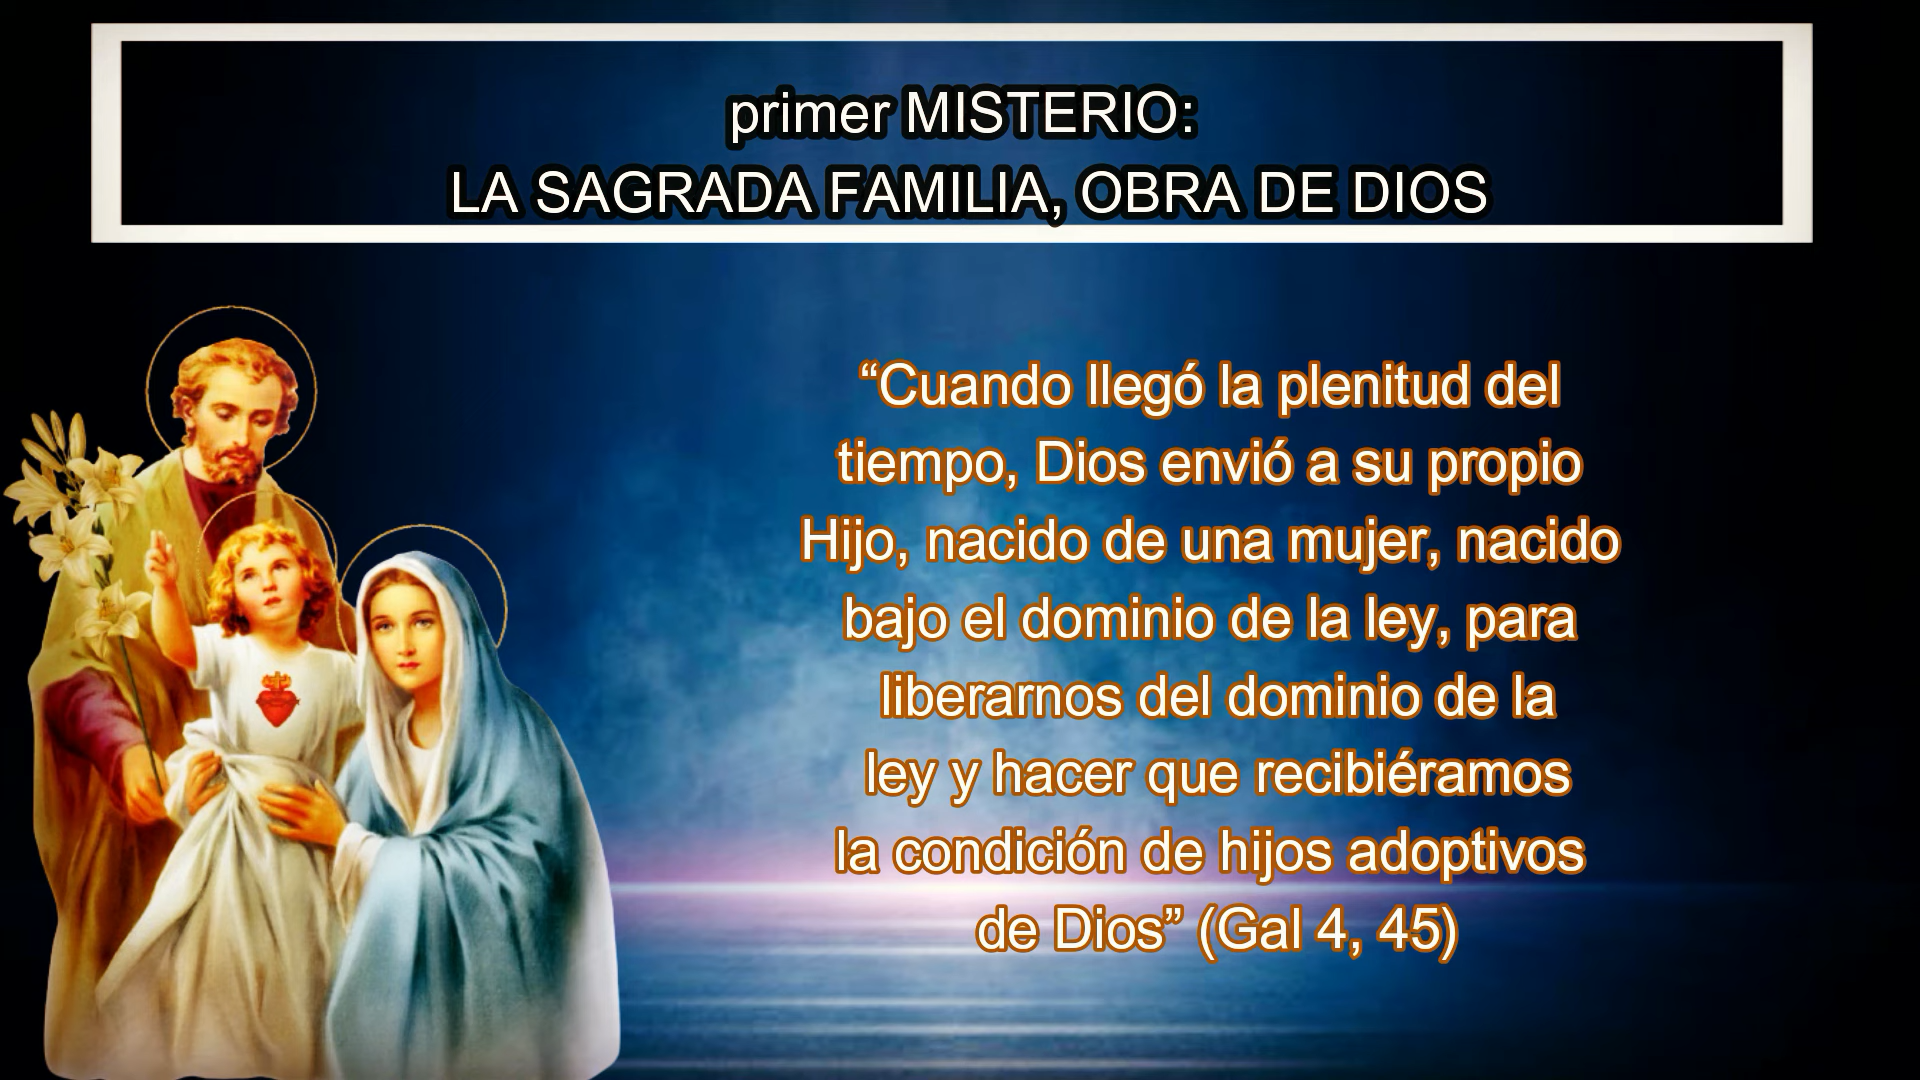 primer MISTERIO:
LA SAGRADA FAMILIA, OBRA DE DIOS
“Cuando llegó la plenitud del
tiempo, Dios envió a su propio
Hijo, nacido de una mujer, nacido
bajo el dominio de la ley, para
liberarnos del dominio de la
ley y hacer que recibiéramos
la condición de hijos adoptivos
de Dios” (Gal 4, 45)